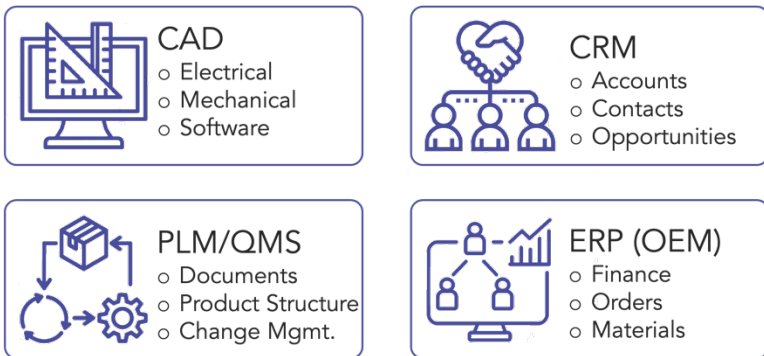 CAD
o Electrical
o Mechanical
o Software
CRM
o Accounts
o Contacts
o Opportunities
PLM/QMS
o Documents
o Product Structure
o Change Mgmt.
ERP (OEM)
o Finance
o Orders
o Materials